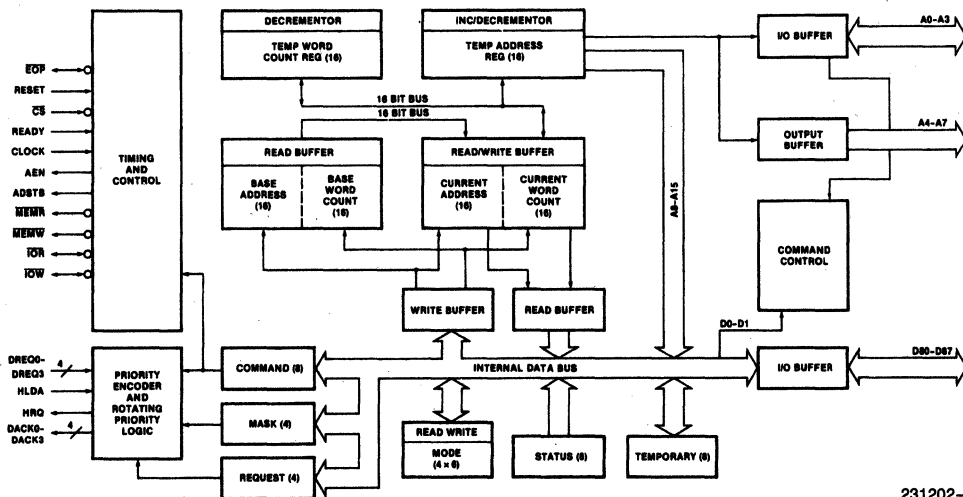 DECREMENTOR
TEMP WORD
COUNT REG (16)
INC/DECREMENTOR
TEMP ADDRESS
REG (16)
I/O BUFFER
A0–A3
EOP
RESET
CS
READY
CLOCK
AEN
ADSTB
MEMR
MEMW
IOR
IOW
TIMING
AND
CONTROL
16 BIT BUS
16 BIT BUS
READ BUFFER
BASE
ADDRESS
(16)
BASE
WORD
COUNT
(16)
READ/WRITE BUFFER
CURRENT
ADDRESS
(16)
CURRENT
WORD
COUNT
(16)
A8–A15
OUTPUT
BUFFER
A4–A7
COMMAND
CONTROL
WRITE BUFFER
READ BUFFER
D0–D1
DREQ0–
DREQ3
4
HLDA
HRQ
DACK0–
DACK3
4
PRIORITY
ENCODER
AND
ROTATING
PRIORITY
LOGIC
COMMAND (8)
MASK (4)
REQUEST (4)
INTERNAL DATA BUS
I/O BUFFER
DB0–DB7
READ WRITE
MODE
(4 × 6)
STATUS (8)
TEMPORARY (8)